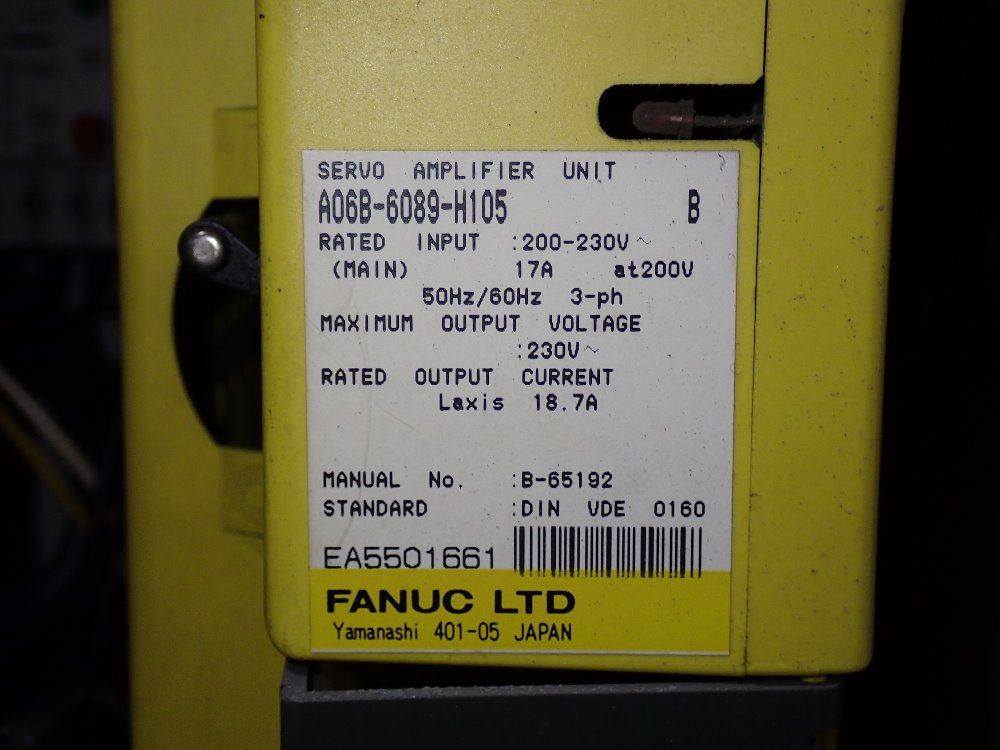 SERVO AMPLIFIER UNIT
A06B-6089-H105 B
RATED INPUT :200-230V~
(MAIN) 17A at200V
50Hz/60Hz 3-ph
MAXIMUM OUTPUT VOLTAGE
:230V~
RATED OUTPUT CURRENT
Laxis 18.7A
MANUAL No. :B-65192
STANDARD :DIN VDE 0160
EA5501661
FANUC LTD
Yamanashi 401-05 JAPAN